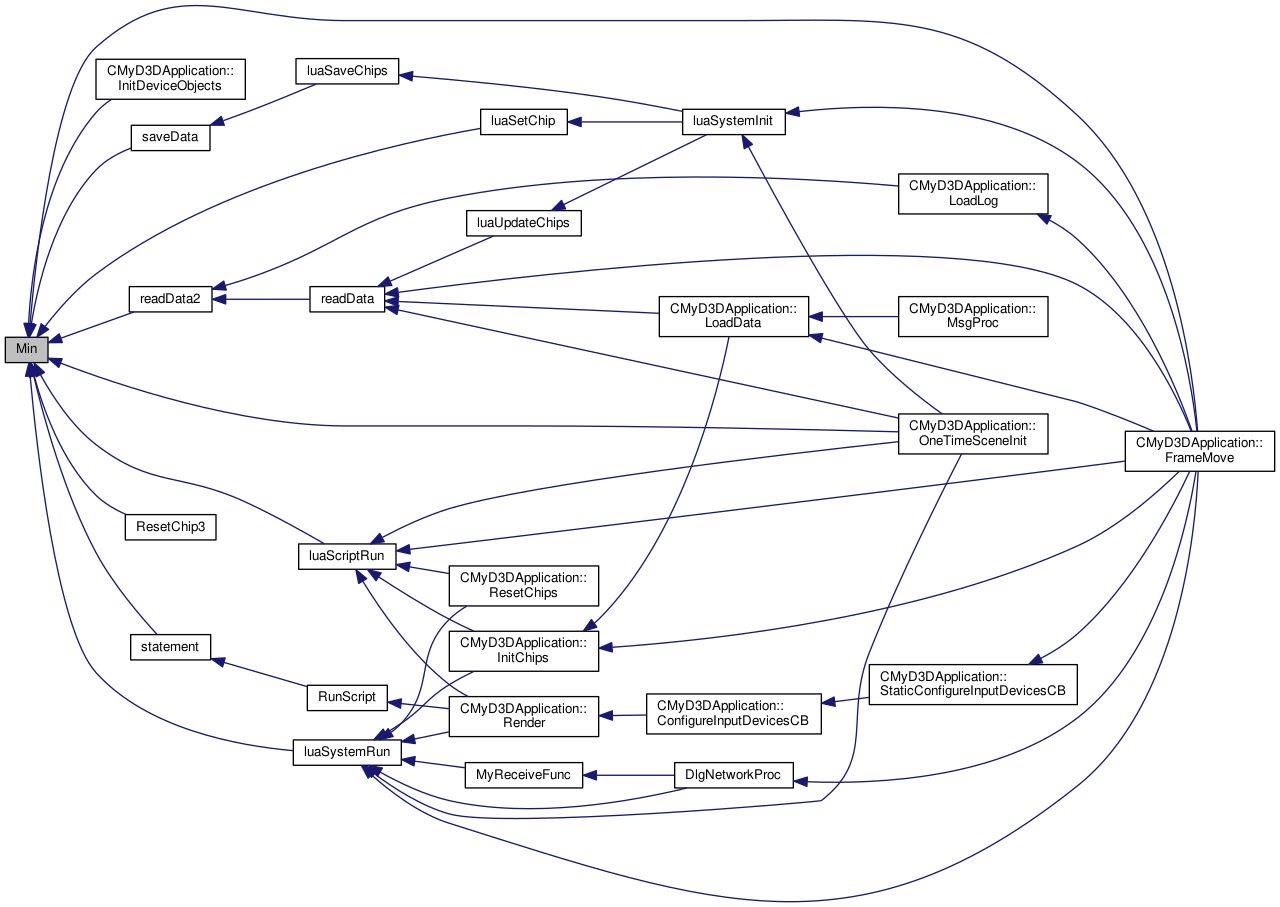 CMyD3DApplication::
InitDeviceObjects
luaSaveChips
saveData
luaSetChip
luaSystemInit
CMyD3DApplication::
LoadLog
luaUpdateChips
readData2
readData
CMyD3DApplication::
LoadData
CMyD3DApplication::
MsgProc
Min
CMyD3DApplication::
OneTimeSceneInit
CMyD3DApplication::
FrameMove
ResetChip3
luaScriptRun
CMyD3DApplication::
ResetChips
statement
CMyD3DApplication::
InitChips
CMyD3DApplication::
StaticConfigureInputDevicesCB
RunScript
CMyD3DApplication::
Render
CMyD3DApplication::
ConfigureInputDevicesCB
luaSystemRun
MyReceiveFunc
DlgNetworkProc